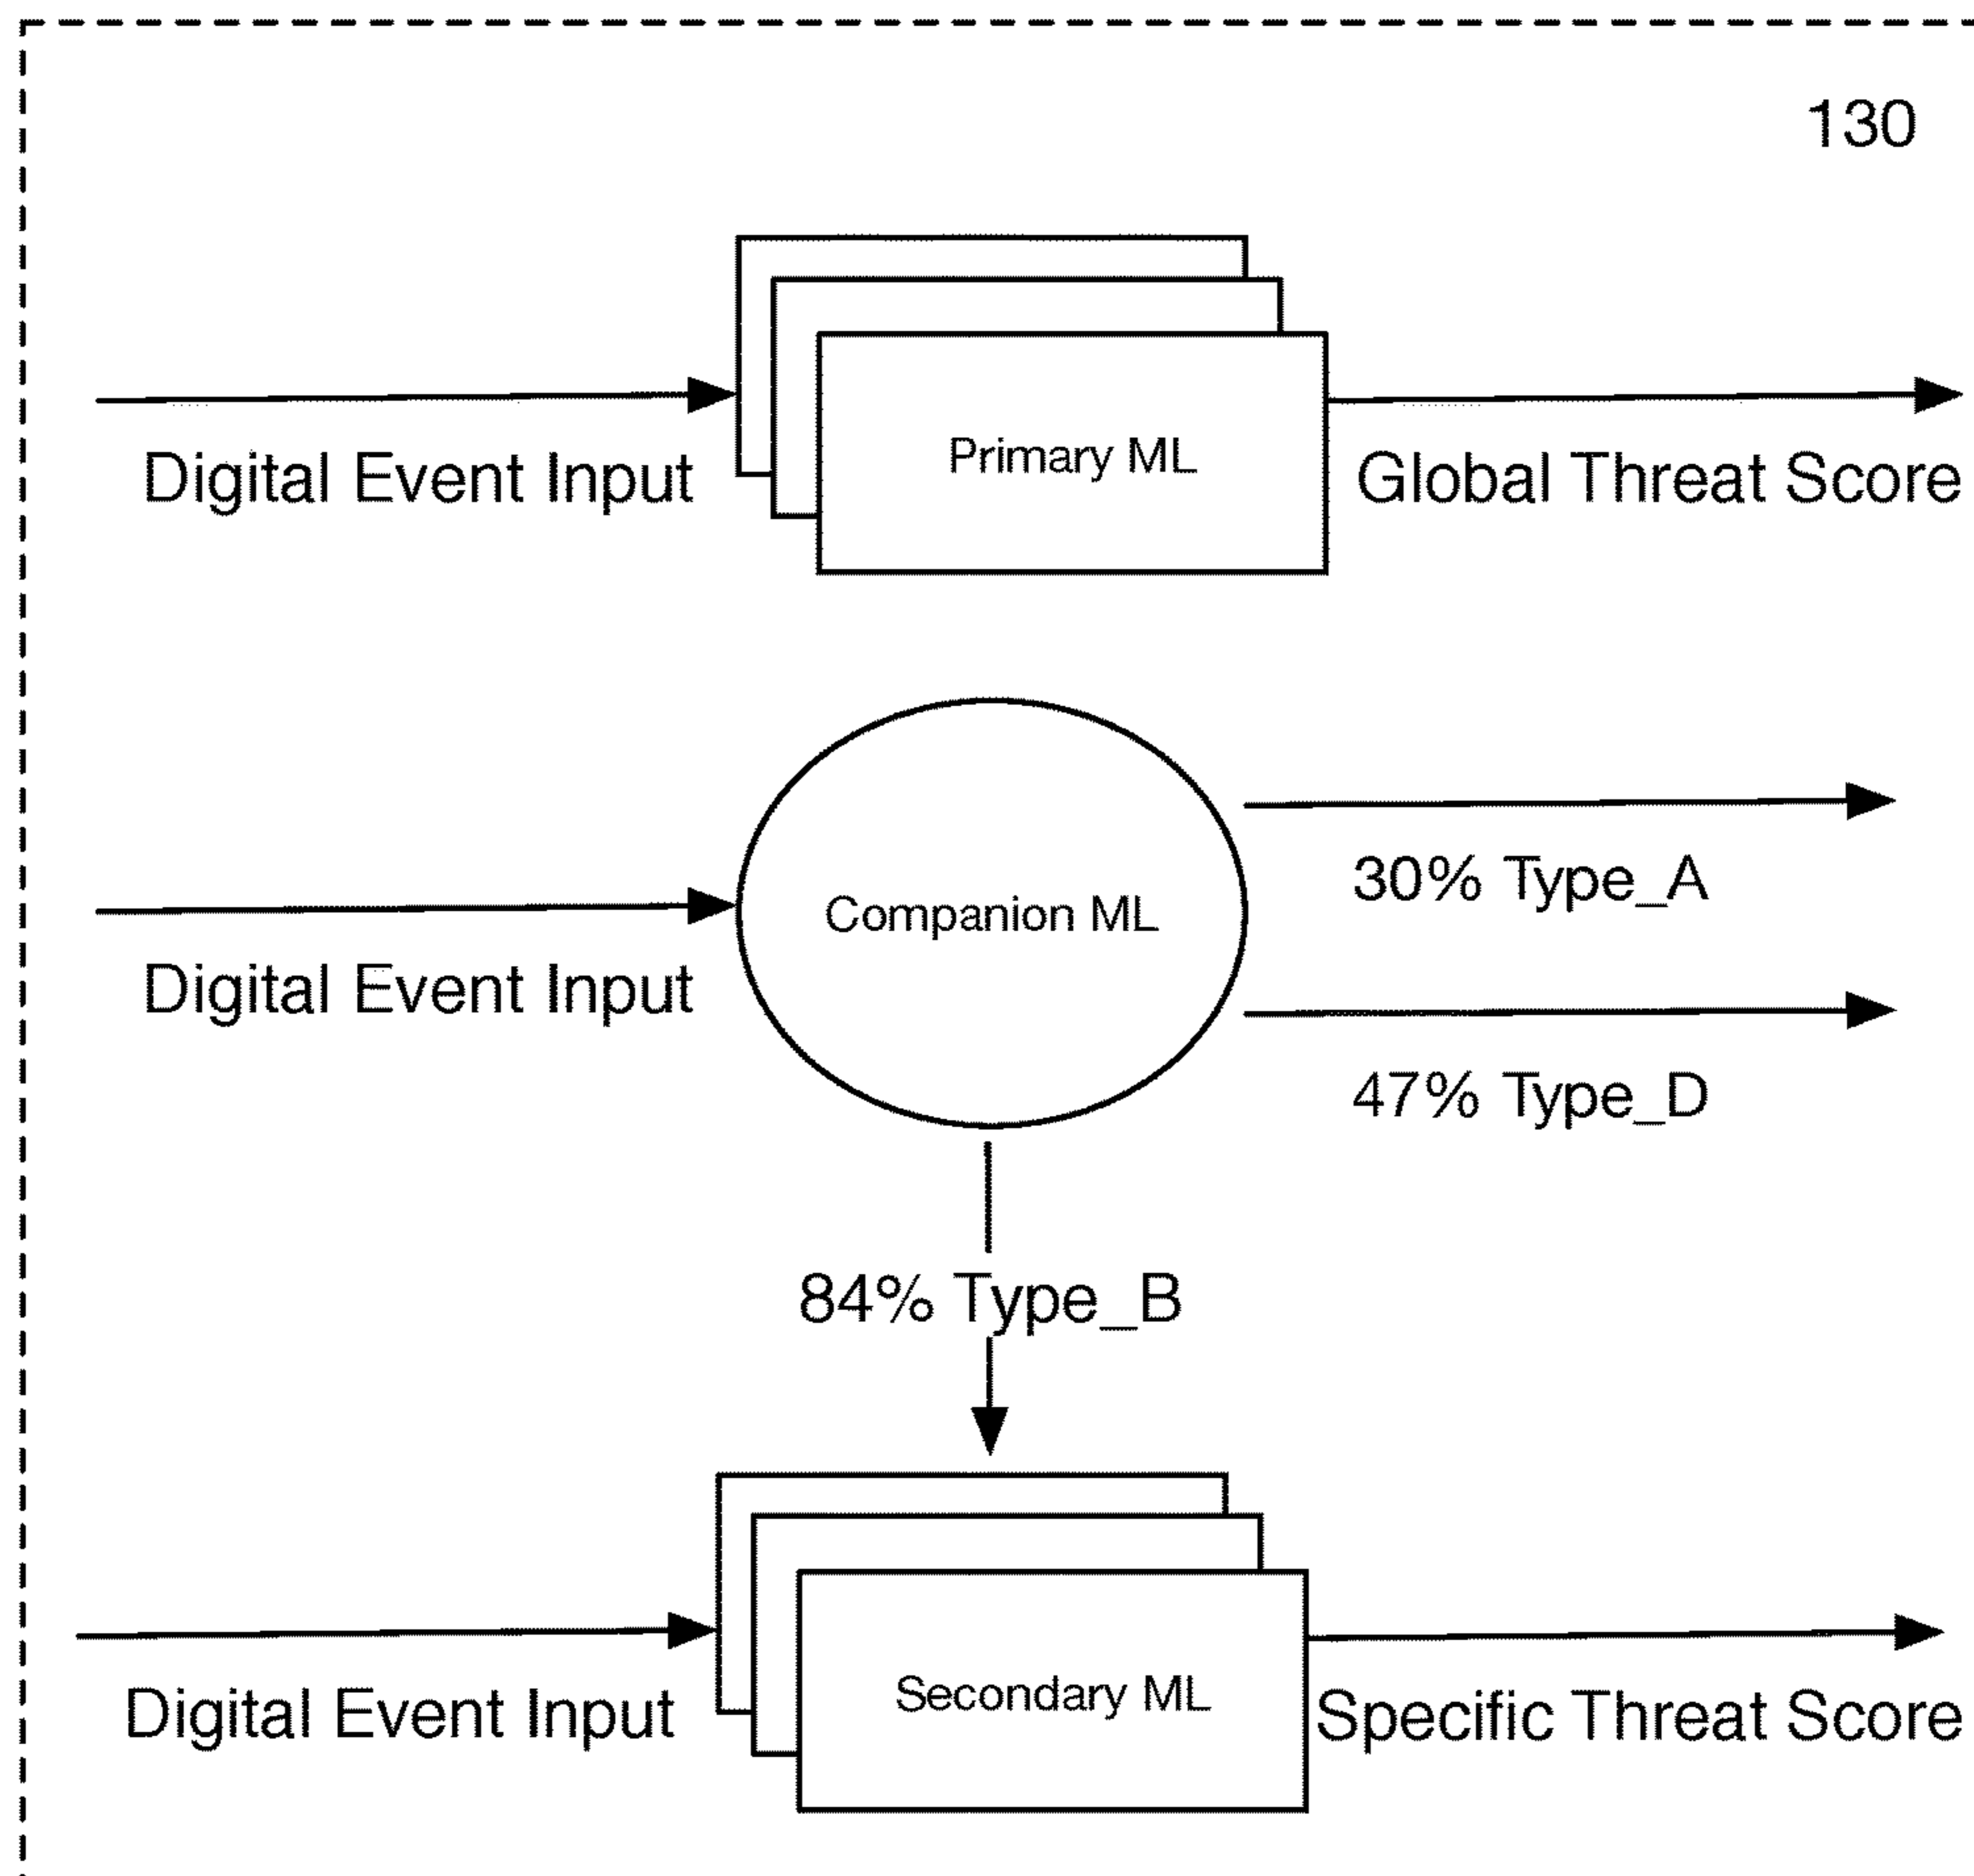 130
Primary ML
Digital Event Input
Global Threat Score
Companion ML
30% Type_A
Digital Event Input
47% Type_D
84% Type_B
Secondary ML
Digital Event Input
Specific Threat Score